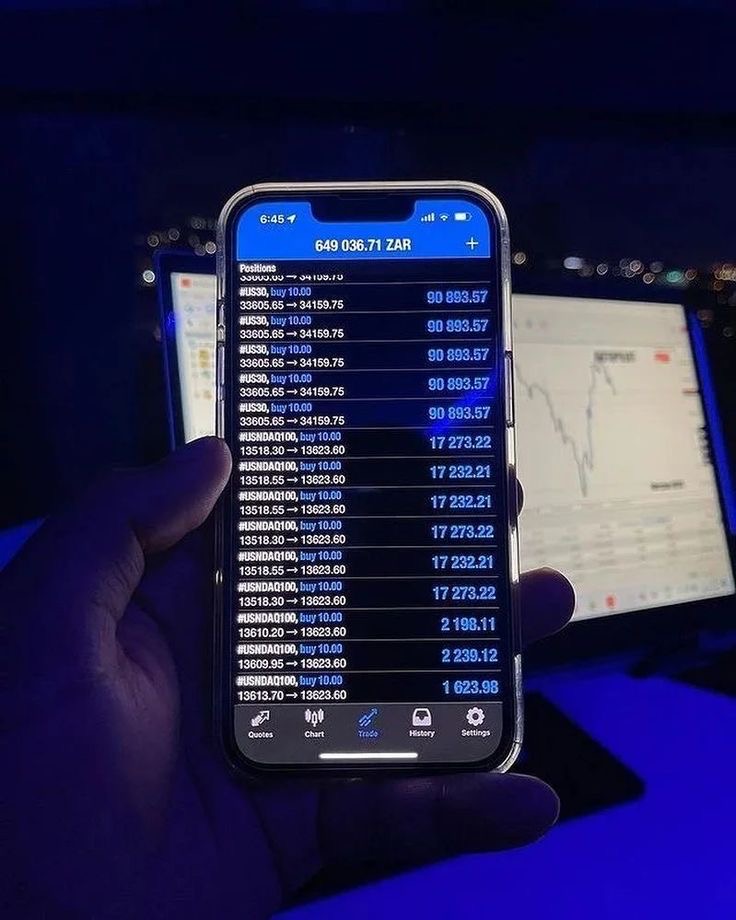 6:45
649 036.71 ZAR
Positions
33605.65 → 34159.75
#US30, buy 10.00
33605.65 → 34159.75
90 893.57
#US30, buy 10.00
33605.65 → 34159.75
90 893.57
#US30, buy 10.00
33605.65 → 34159.75
90 893.57
#US30, buy 10.00
33605.65 → 34159.75
90 893.57
#US30, buy 10.00
33605.65 → 34159.75
90 893.57
#USNDAQ100, buy 10.00
13518.30 → 13623.60
17 273.22
#USNDAQ100, buy 10.00
13518.55 → 13623.60
17 232.21
#USNDAQ100, buy 10.00
13518.55 → 13623.60
17 232.21
#USNDAQ100, buy 10.00
13518.30 → 13623.60
17 273.22
#USNDAQ100, buy 10.00
13518.55 → 13623.60
17 232.21
#USNDAQ100, buy 10.00
13518.30 → 13623.60
17 273.22
#USNDAQ100, buy 10.00
13610.20 → 13623.60
2 198.11
#USNDAQ100, buy 10.00
13609.95 → 13623.60
2 239.12
#USNDAQ100, buy 10.00
13613.70 → 13623.60
1 623.98
Quotes
Chart
Trade
History
Settings